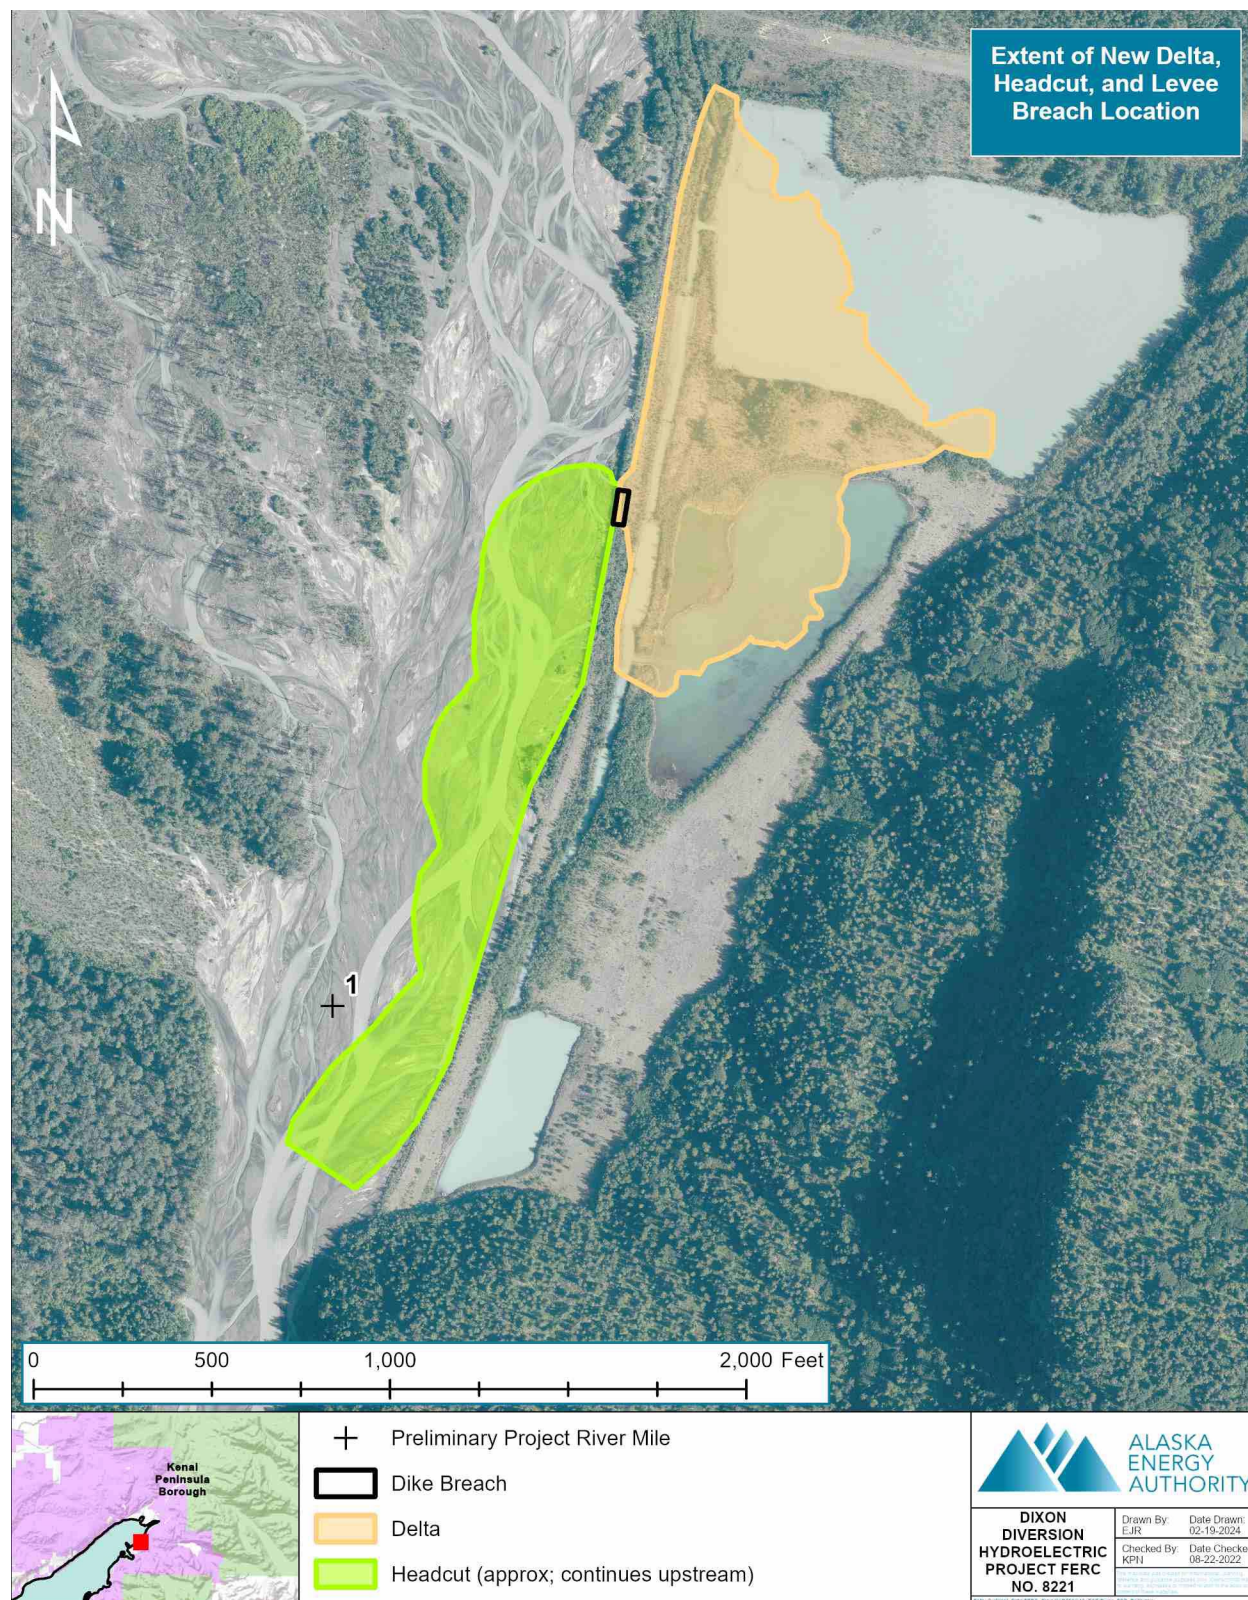 Extent of New Delta,
Headcut, and Levee
Breach Location
N
1
0 500 1,000 2,000 Feet
Kenai
Peninsula
Borough
Preliminary Project River Mile
Dike Breach
Delta
Headcut (approx; continues upstream)
ALASKA
ENERGY
AUTHORITY
DIXON
DIVERSION
HYDROELECTRIC
PROJECT FERC
NO. 8221
Drawn By:
EJR
Date Drawn:
02-19-2024
Checked By:
KPN
Date Checke
08-22-2022